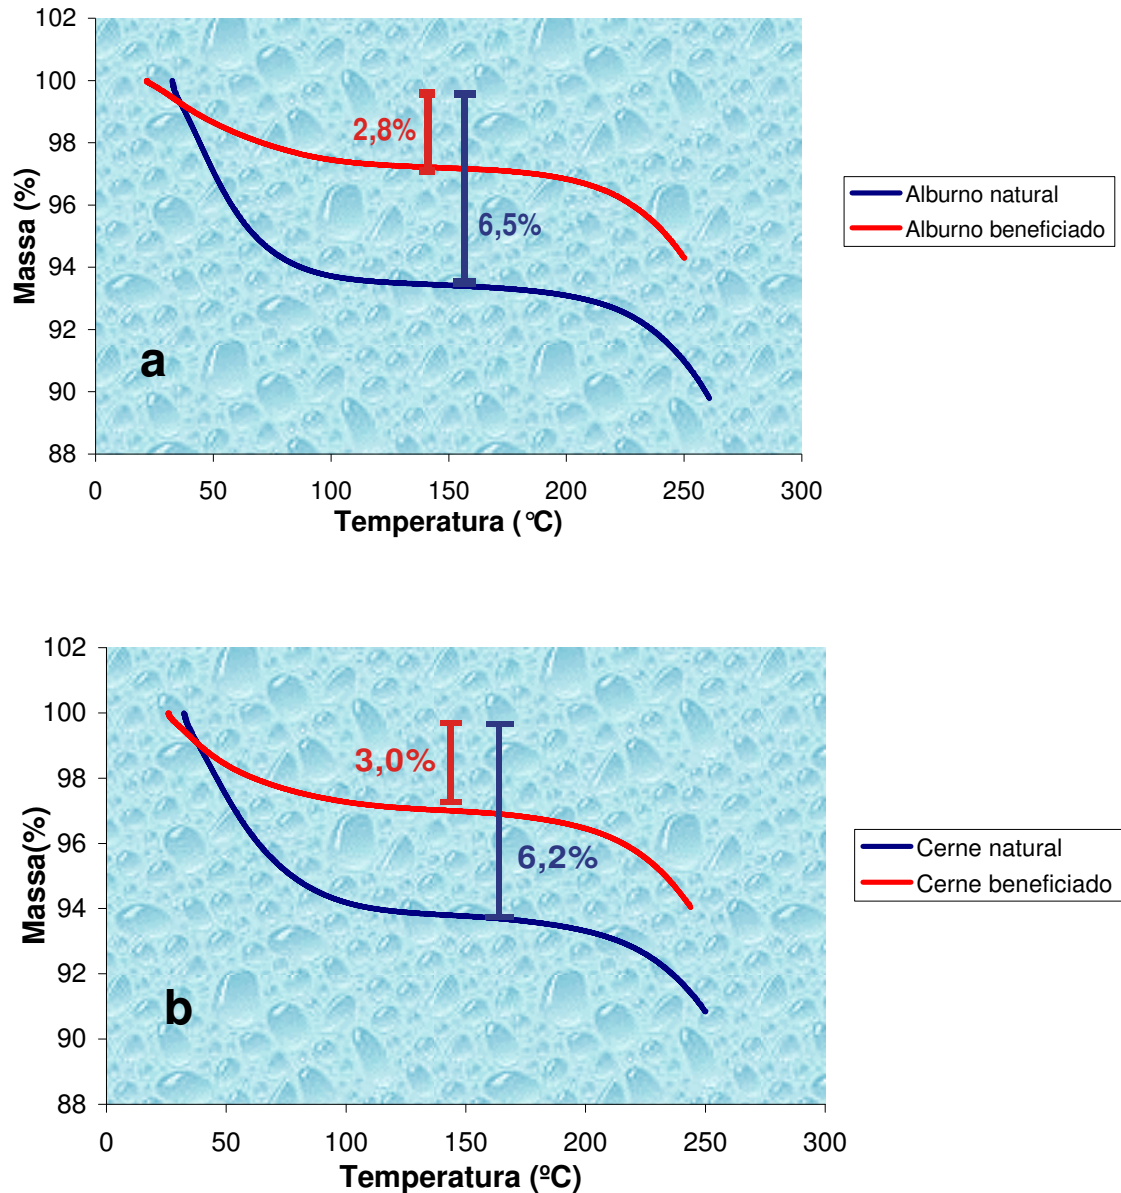 102
100
98
96
94
92
90
88
Massa (%)
2,8%
6,5%
a
0 50 100 150 200 250 300
Temperatura (°C)
Alburno natural
Alburno beneficiado
102
100
98
96
94
92
90
88
Massa(%)
3,0%
6,2%
b
0 50 100 150 200 250 300
Temperatura (ºC)
Cerne natural
Cerne beneficiado